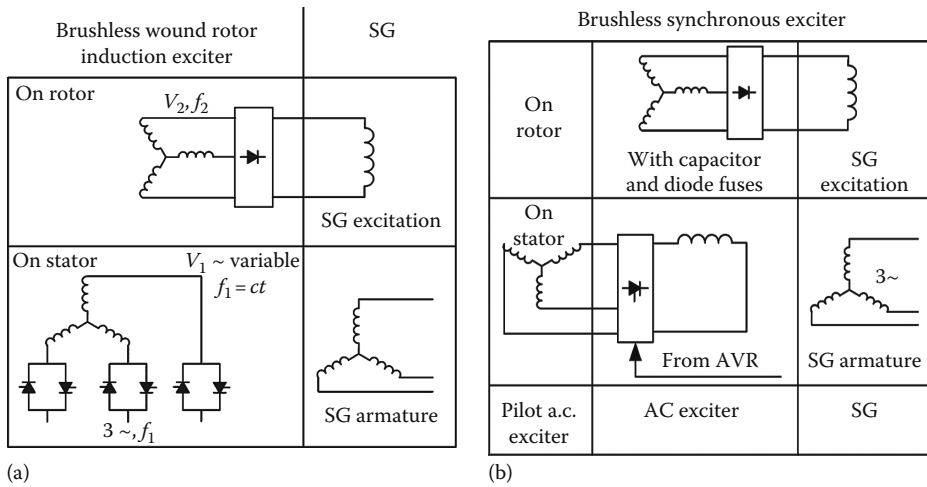 Brushless wound rotor
induction exciter
SG
On rotor
V2, f2
SG excitation
On stator
V1 ~ variable
f1 = ct
3 ~, f1
SG armature
(a)
Brushless synchronous exciter
On
rotor
With capacitor
and diode fuses
SG
excitation
On
stator
From AVR
3~
SG armature
Pilot a.c.
exciter
AC exciter
SG
(b)